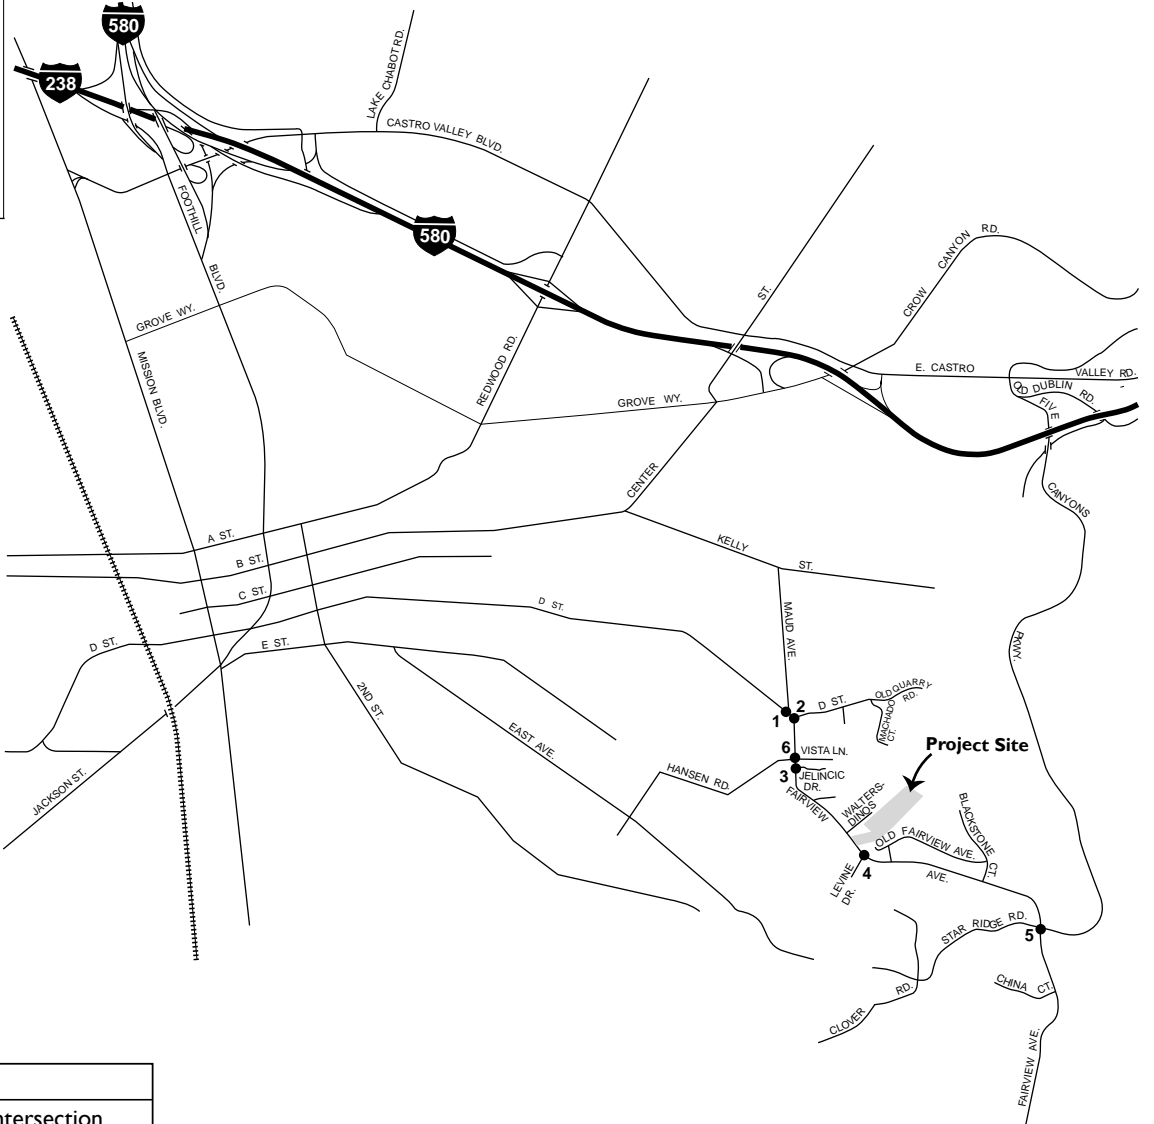 580
238
LAKE CHABOT RD.
CASTRO VALLEY BLVD.
FOOTHILL
BLVD.
580
CROW CANYON RD.
ST.
GROVE WY.
MISSION BLVD.
REDWOOD RD.
E. CASTRO
VALLEY RD.
OLD DUBLIN RD.
FIVE
GROVE WY.
CENTER
CANYONS
A ST.
B ST.
KELLY
ST.
C ST.
D ST.
MAUD AVE.
D ST.
E ST.
PKWY.
2ND ST.
OLD QUARRY
RD.
D ST.
2
1
MACHADO
CT.
EAST AVE.
6
VISTA LN.
Project Site
3
JELINCIC
DR.
HANSEN RD.
JACKSON ST.
FAIRVIEW
WALTERS-
DINOS
BLACKSTONE
CT.
OLD FAIRVIEW AVE.
4
AVE.
LEVINE
DR.
STAR RIDGE RD.
5
CHINA CT.
CLOVER
RD.
FAIRVIEW AVE.
ntersection